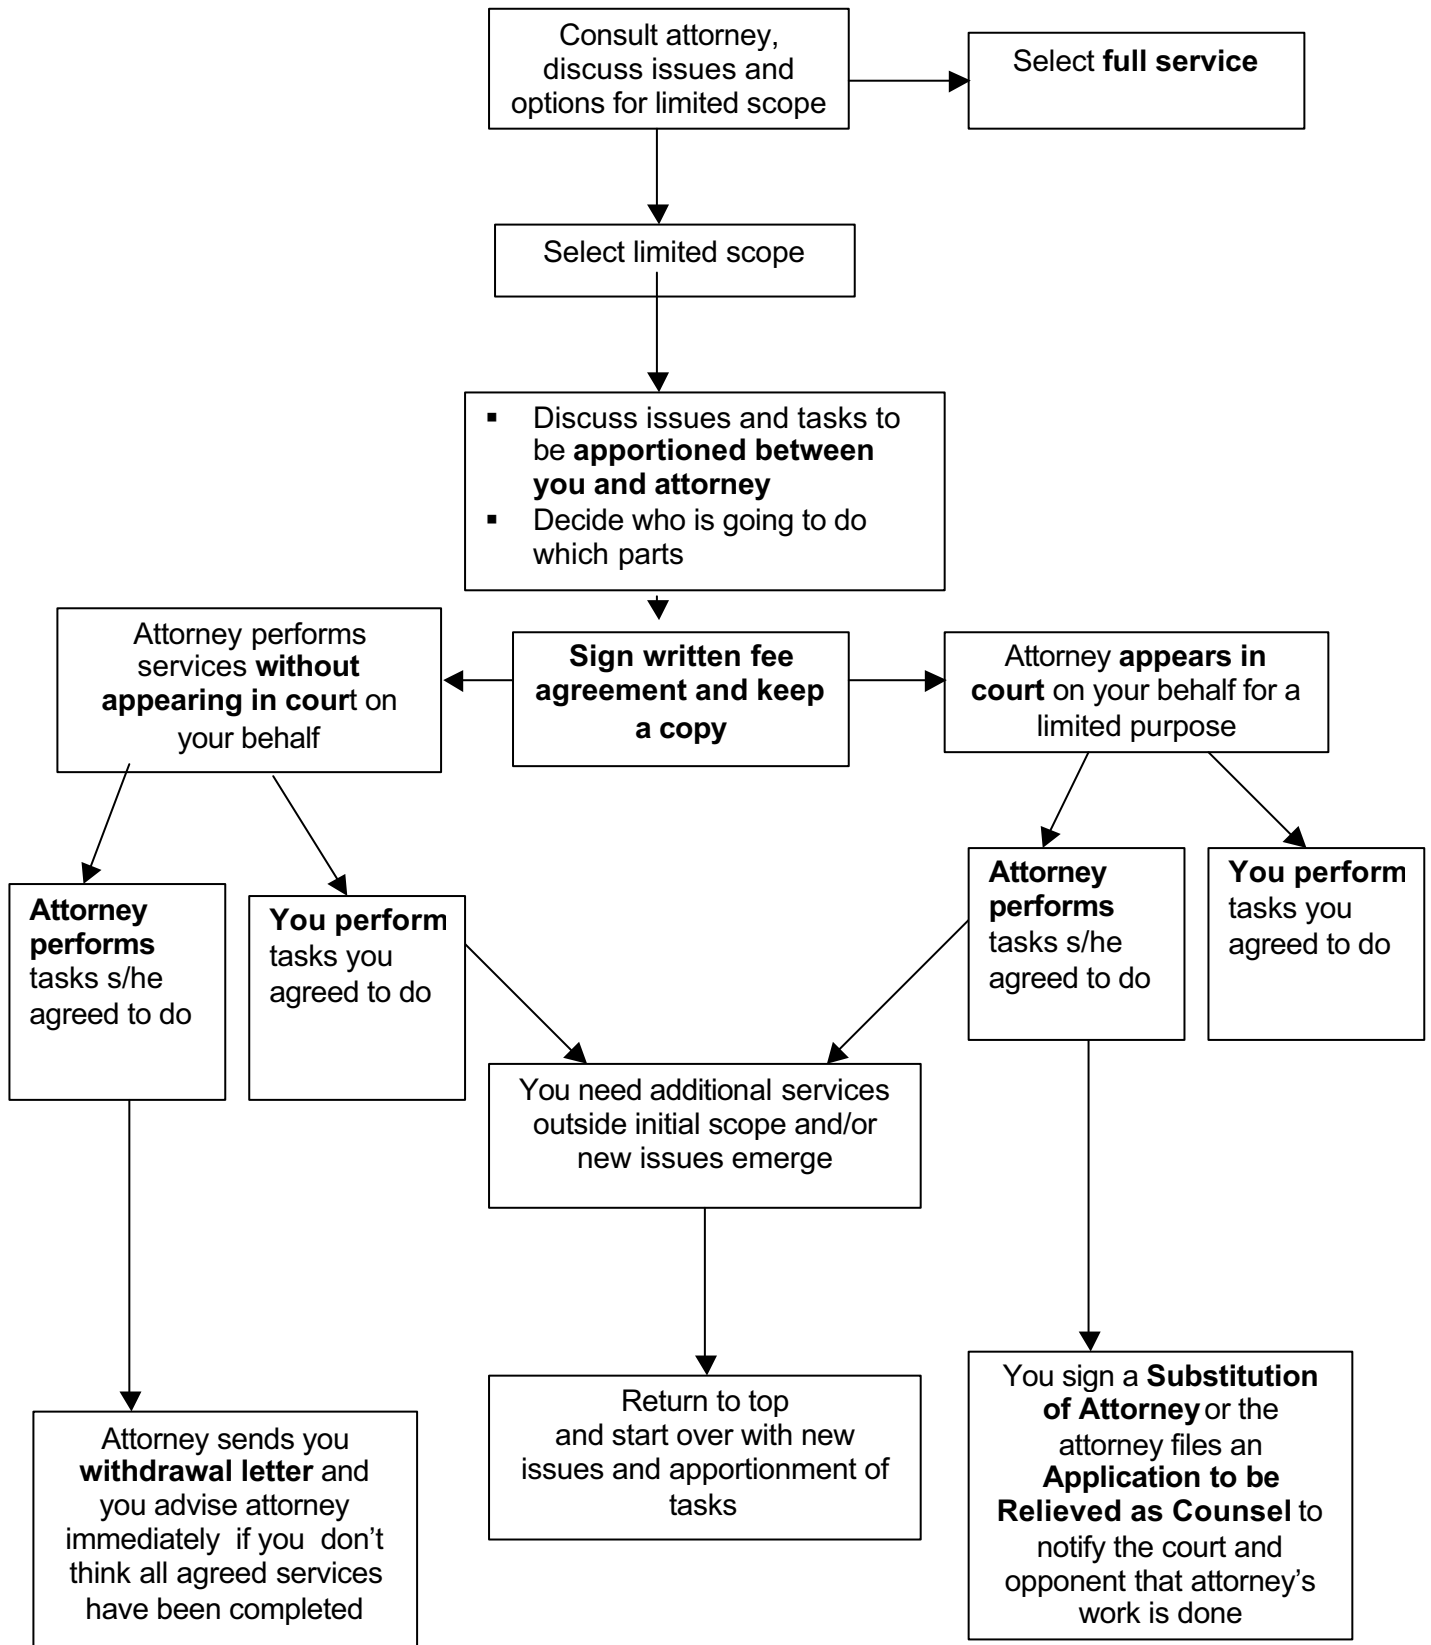 Consult attorney,
discuss issues and
options for limited scope
Select full service
Select limited scope
▪ Discuss issues and tasks to
be apportioned between
you and attorney
▪ Decide who is going to do
which parts
Attorney performs
services without
appearing in court on
your behalf
Sign written fee
agreement and keep
a copy
Attorney appears in
court on your behalf for a
limited purpose
Attorney
performs
tasks s/he
agreed to do
You perform
tasks you
agreed to do
Attorney
performs
tasks s/he
agreed to do
You perform
tasks you
agreed to do
You need additional services
outside initial scope and/or
new issues emerge
Attorney sends you
withdrawal letter and
you advise attorney
immediately if you don’t
think all agreed services
have been completed
Return to top
and start over with new
issues and apportionment of
tasks
You sign a Substitution
of Attorney or the
attorney files an
Application to be
Relieved as Counsel to
notify the court and
opponent that attorney’s
work is done